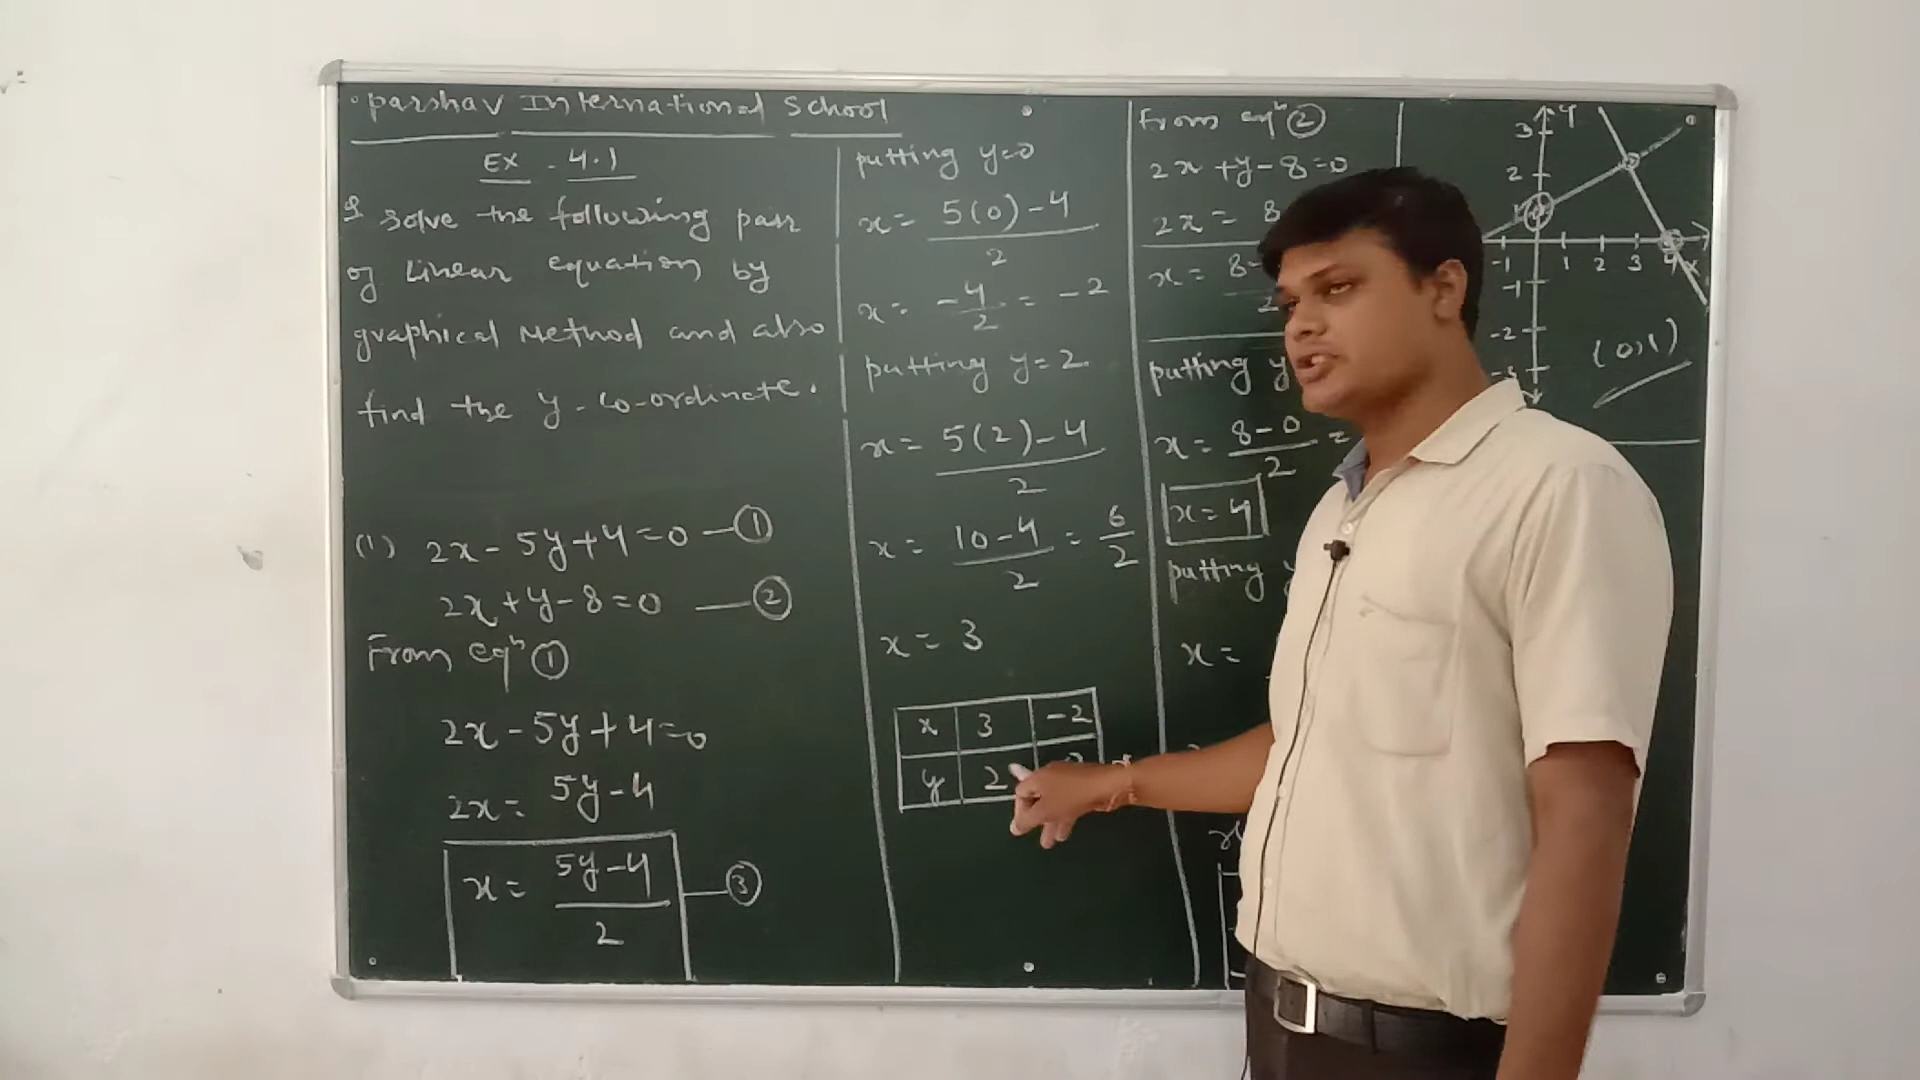 Parshav International School
Ex - 4.1
Solve the following pair
of Linear equation by
graphical Method and also
find the y-co-ordinate.
(1) 2x - 5y + 4 = 0 — ①
2x + y - 8 = 0 — ②
From eqⁿ ①
2x - 5y + 4 = 0
2x = 5y - 4
x = 5y - 4 / 2 — ③
putting y=0
x = 5(0) - 4 / 2
x = -4/2 = -2
putting y = 2
x = 5(2) - 4 / 2
x = 10 - 4 / 2 = 6/2
x = 3
x 3 -2
y 2
From eqⁿ ②
2x + y - 8 = 0
2x = 8
x = 8 -
putting y
x = 8 - 0 / 2 =
x = 4
putting
x =
3 Y
2
1
-1 1 2 3 4 X
-1
-2
-3
(0,1)